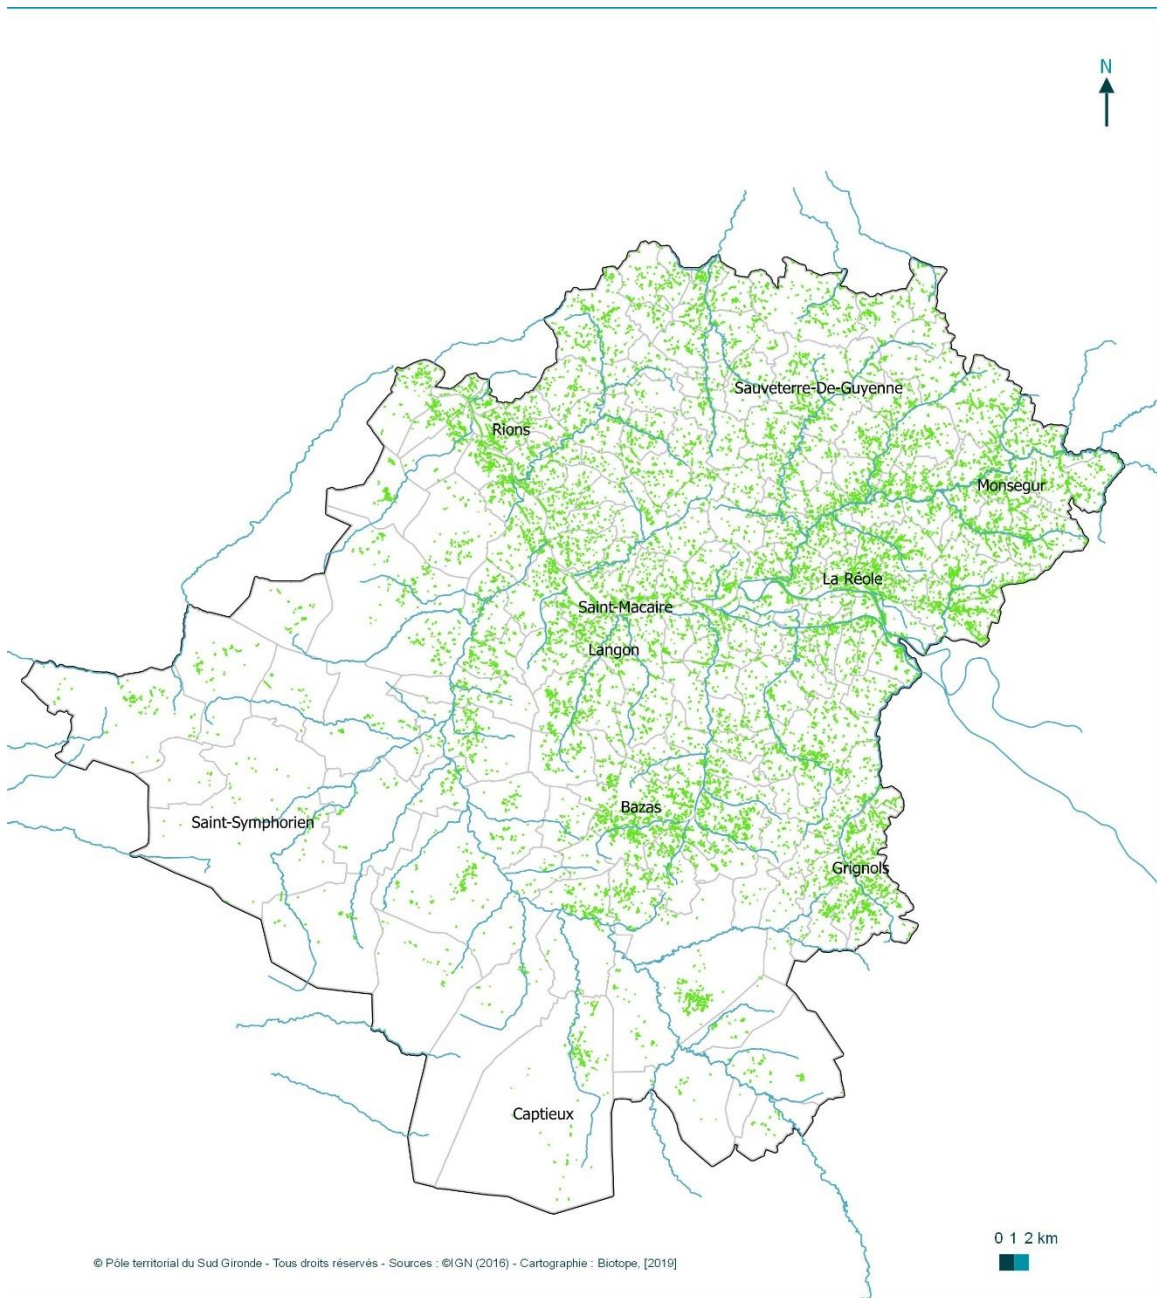 N
Sauveterre-De-Guyenne
Rions
Monsegur
La Réole
Saint-Macaire
Langon
Bazas
Saint-Symphorien
Grignols
Captieux
0 1 2 km
© Pôle territorial du Sud Gironde - Tous droits réservés - Sources : ©IGN (2016) - Cartographie : Biotope, [2019]